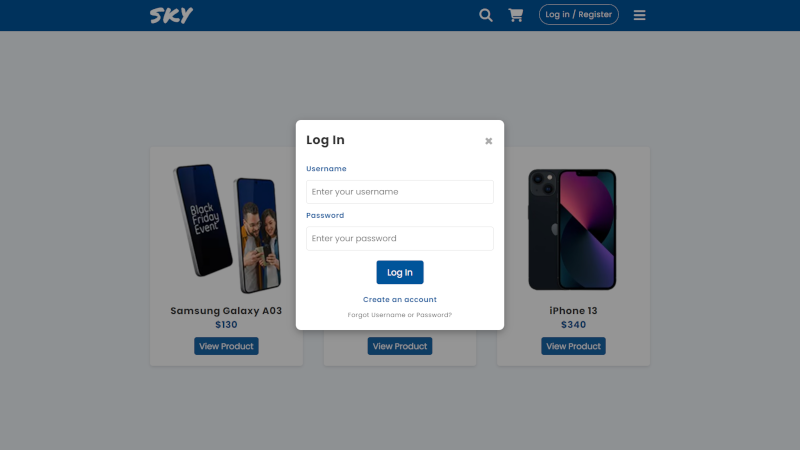 SKY
Log in / Register
Log In
×
Username
Enter your username
Password
Enter your password
Log In
Create an account
Forgot Username or Password?
Black
Friday
Event
Samsung Galaxy A03
$130
View Product
View Product
iPhone 13
$340
View Product